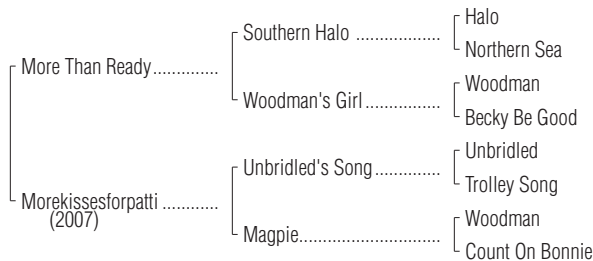 Southern Halo ..................
Halo
Northern Sea
More Than Ready..............
Woodman's Girl................
Woodman
Becky Be Good
Unbridled's Song...............
Unbridled
Trolley Song
Morekissesforpatti ............
(2007)
Magpie...............................
Woodman
Count On Bonnie